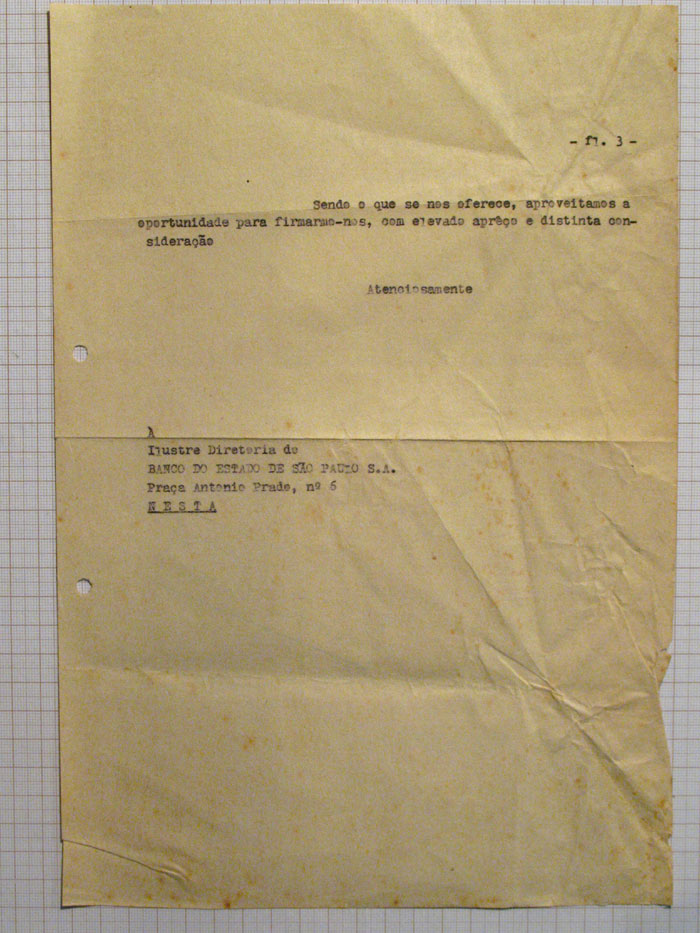 - fl. 3 -
Sendo o que se nos oferece, aproveitamos a
oportunidade para firmarmo-nos, com elevado aprêço e distinta con-
sideração
Atenciosamente
A
Ilustre Diretoria do
BANCO DO ESTADO DE SÃO PAULO S.A.
Praça Antonio Prado, nº 6
N E S T A